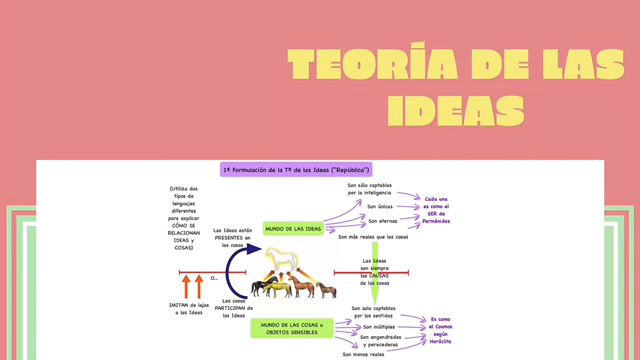 TEORÍA DE LAS
IDEAS
1ª Formulación de la Tª de las Ideas ("República")
(Utiliza dos
tipos de
lenguajes
diferentes
para explicar
CÓMO SE
RELACIONAN
IDEAS y
COSAS)
Las Ideas están
PRESENTES en
las cosas
MUNDO DE LAS IDEAS
Son sólo captables
por la inteligencia
Son únicas
Son eternas
Son más reales que las cosas
Cada una
es como el
SER de
Parménides
O...
IMITAN de lejos
a las Ideas
Las cosas
PARTICIPAN de
las Ideas
Las Ideas
son siempre
las CAUSAS
de las cosas
MUNDO DE LAS COSAS u
OBJETOS SENSIBLES
Son solo captables
por los sentidos
Son múltiples
Son engendrados
y perecederas
Son menos reales
Es como
el Cosmos
según
Heráclito